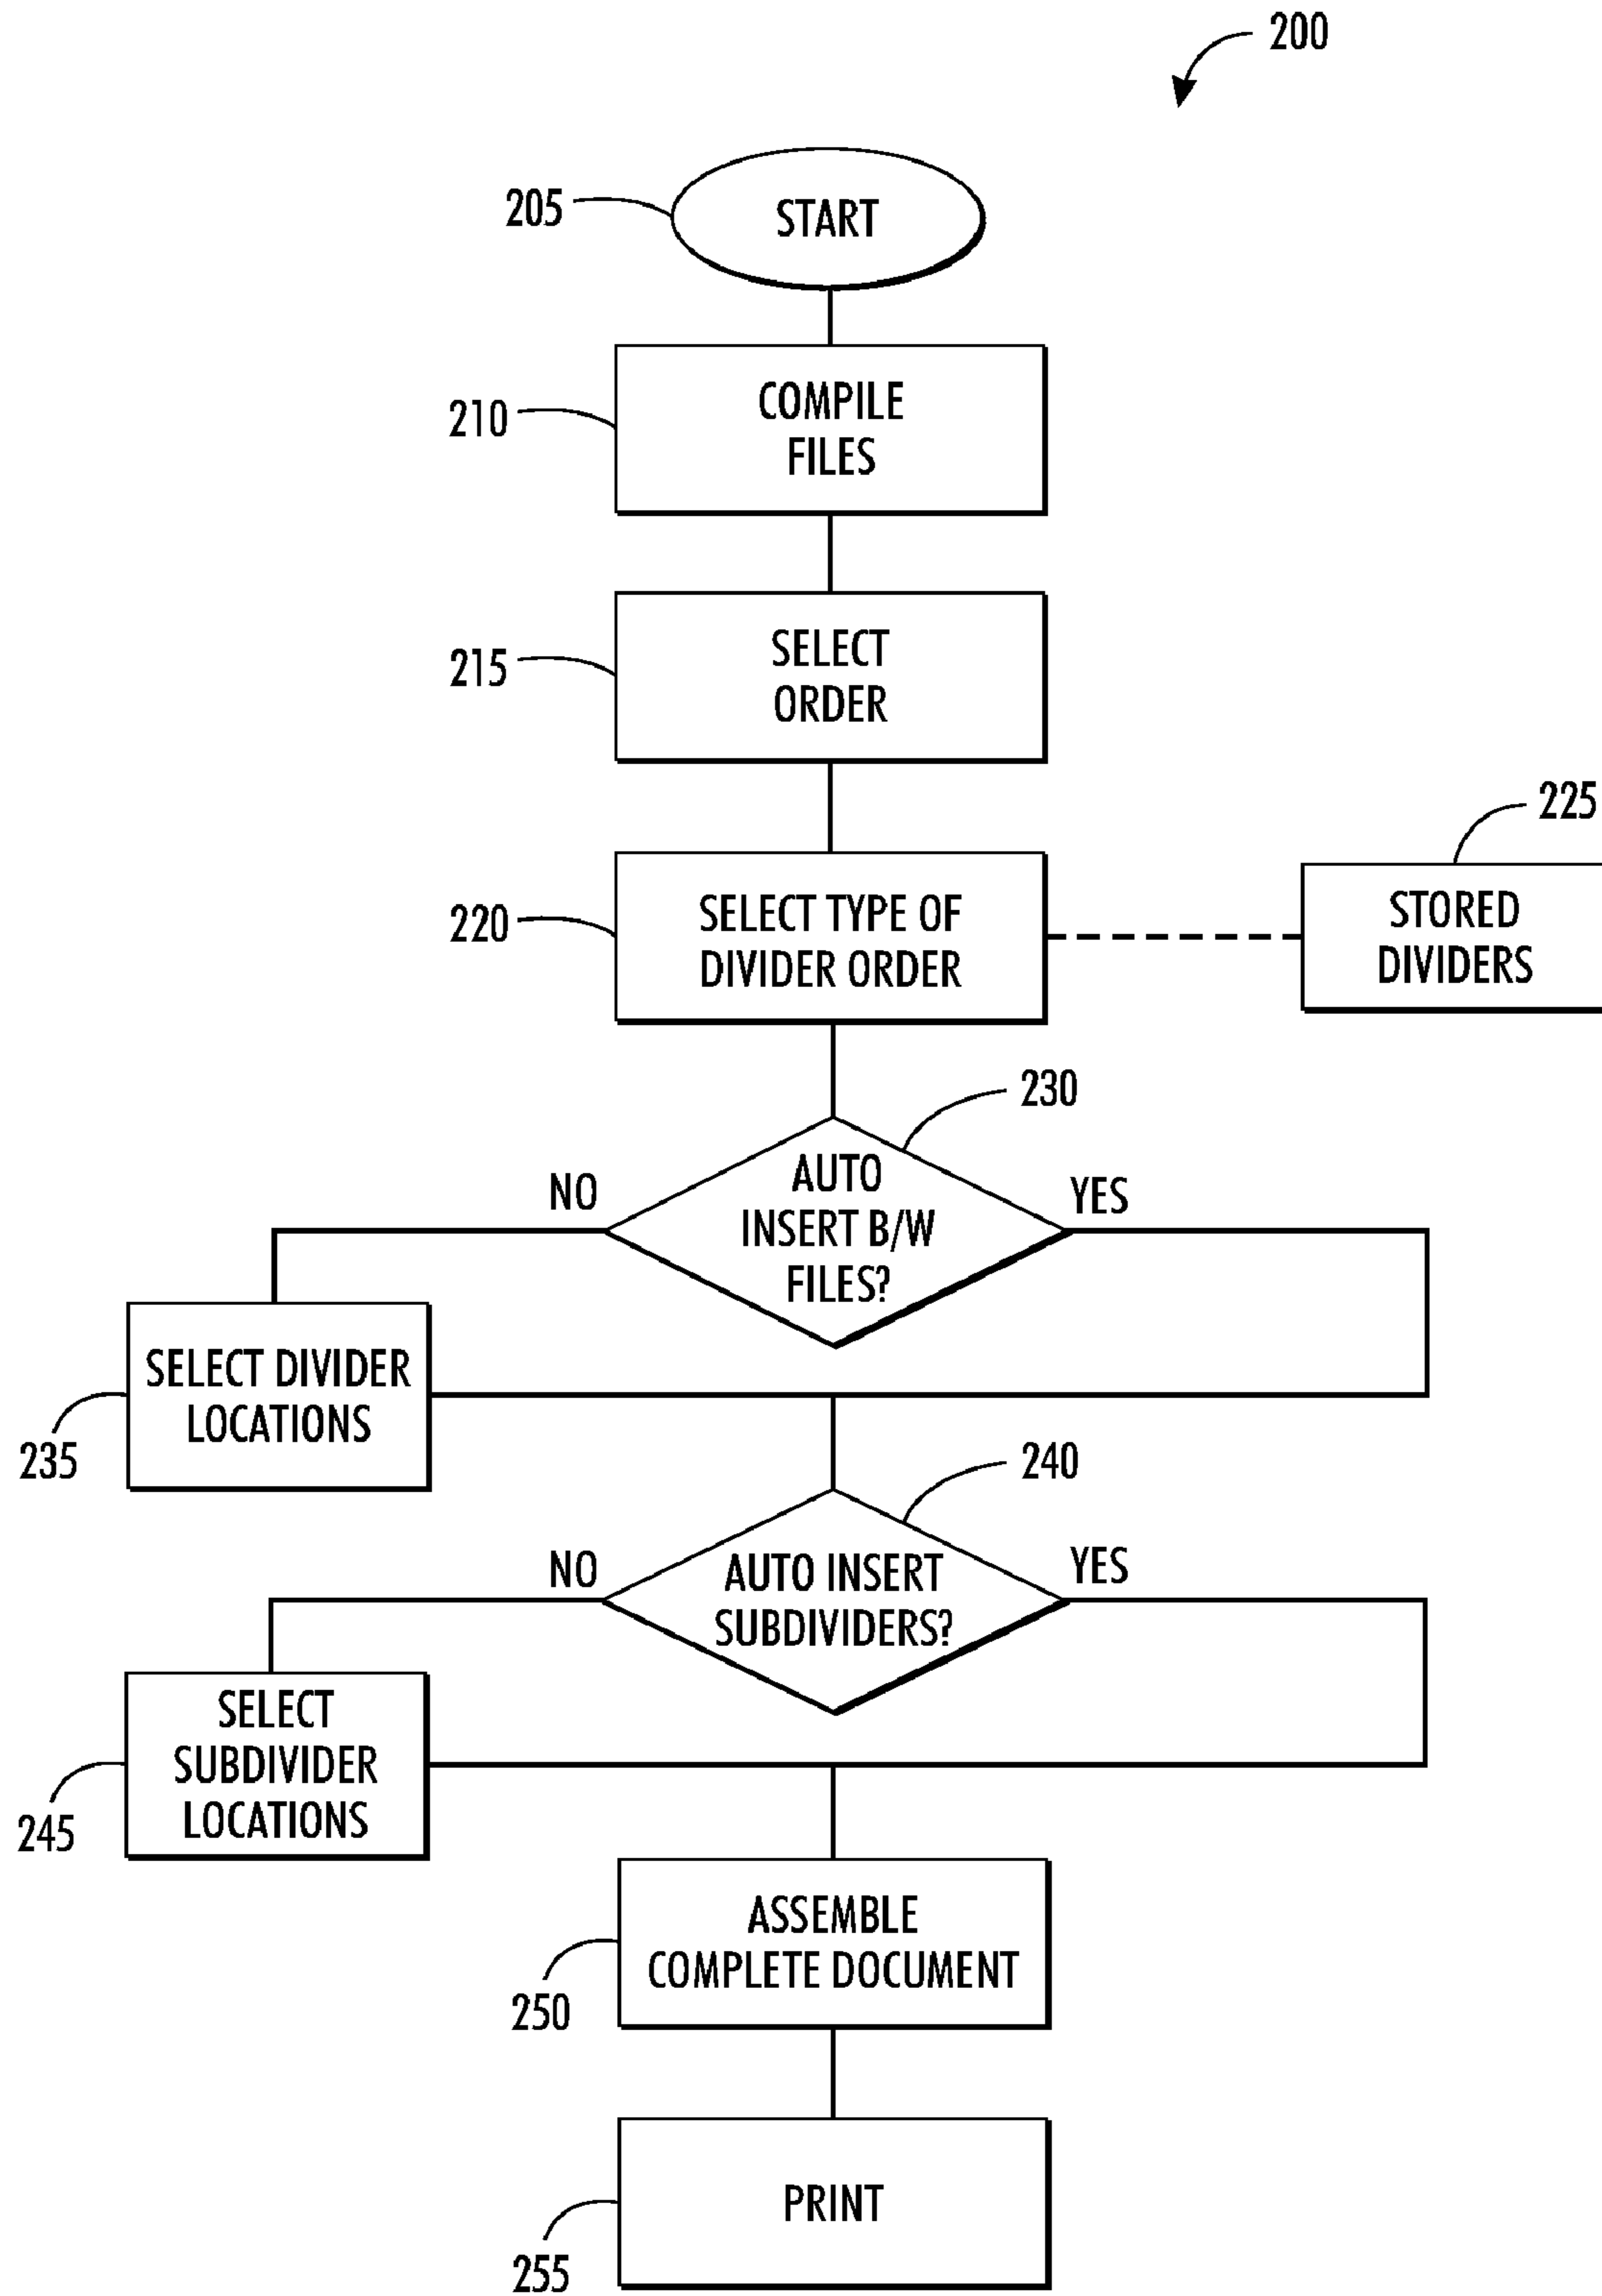 200
205
START
210
COMPILE
FILES
215
SELECT
ORDER
225
220
SELECT TYPE OF
DIVIDER ORDER
STORED
DIVIDERS
230
NO
AUTO
INSERT B/W
FILES?
YES
SELECT DIVIDER
LOCATIONS
235
240
NO
AUTO INSERT
SUBDIVIDERS?
YES
SELECT
SUBDIVIDER
LOCATIONS
245
ASSEMBLE
COMPLETE DOCUMENT
250
PRINT
255